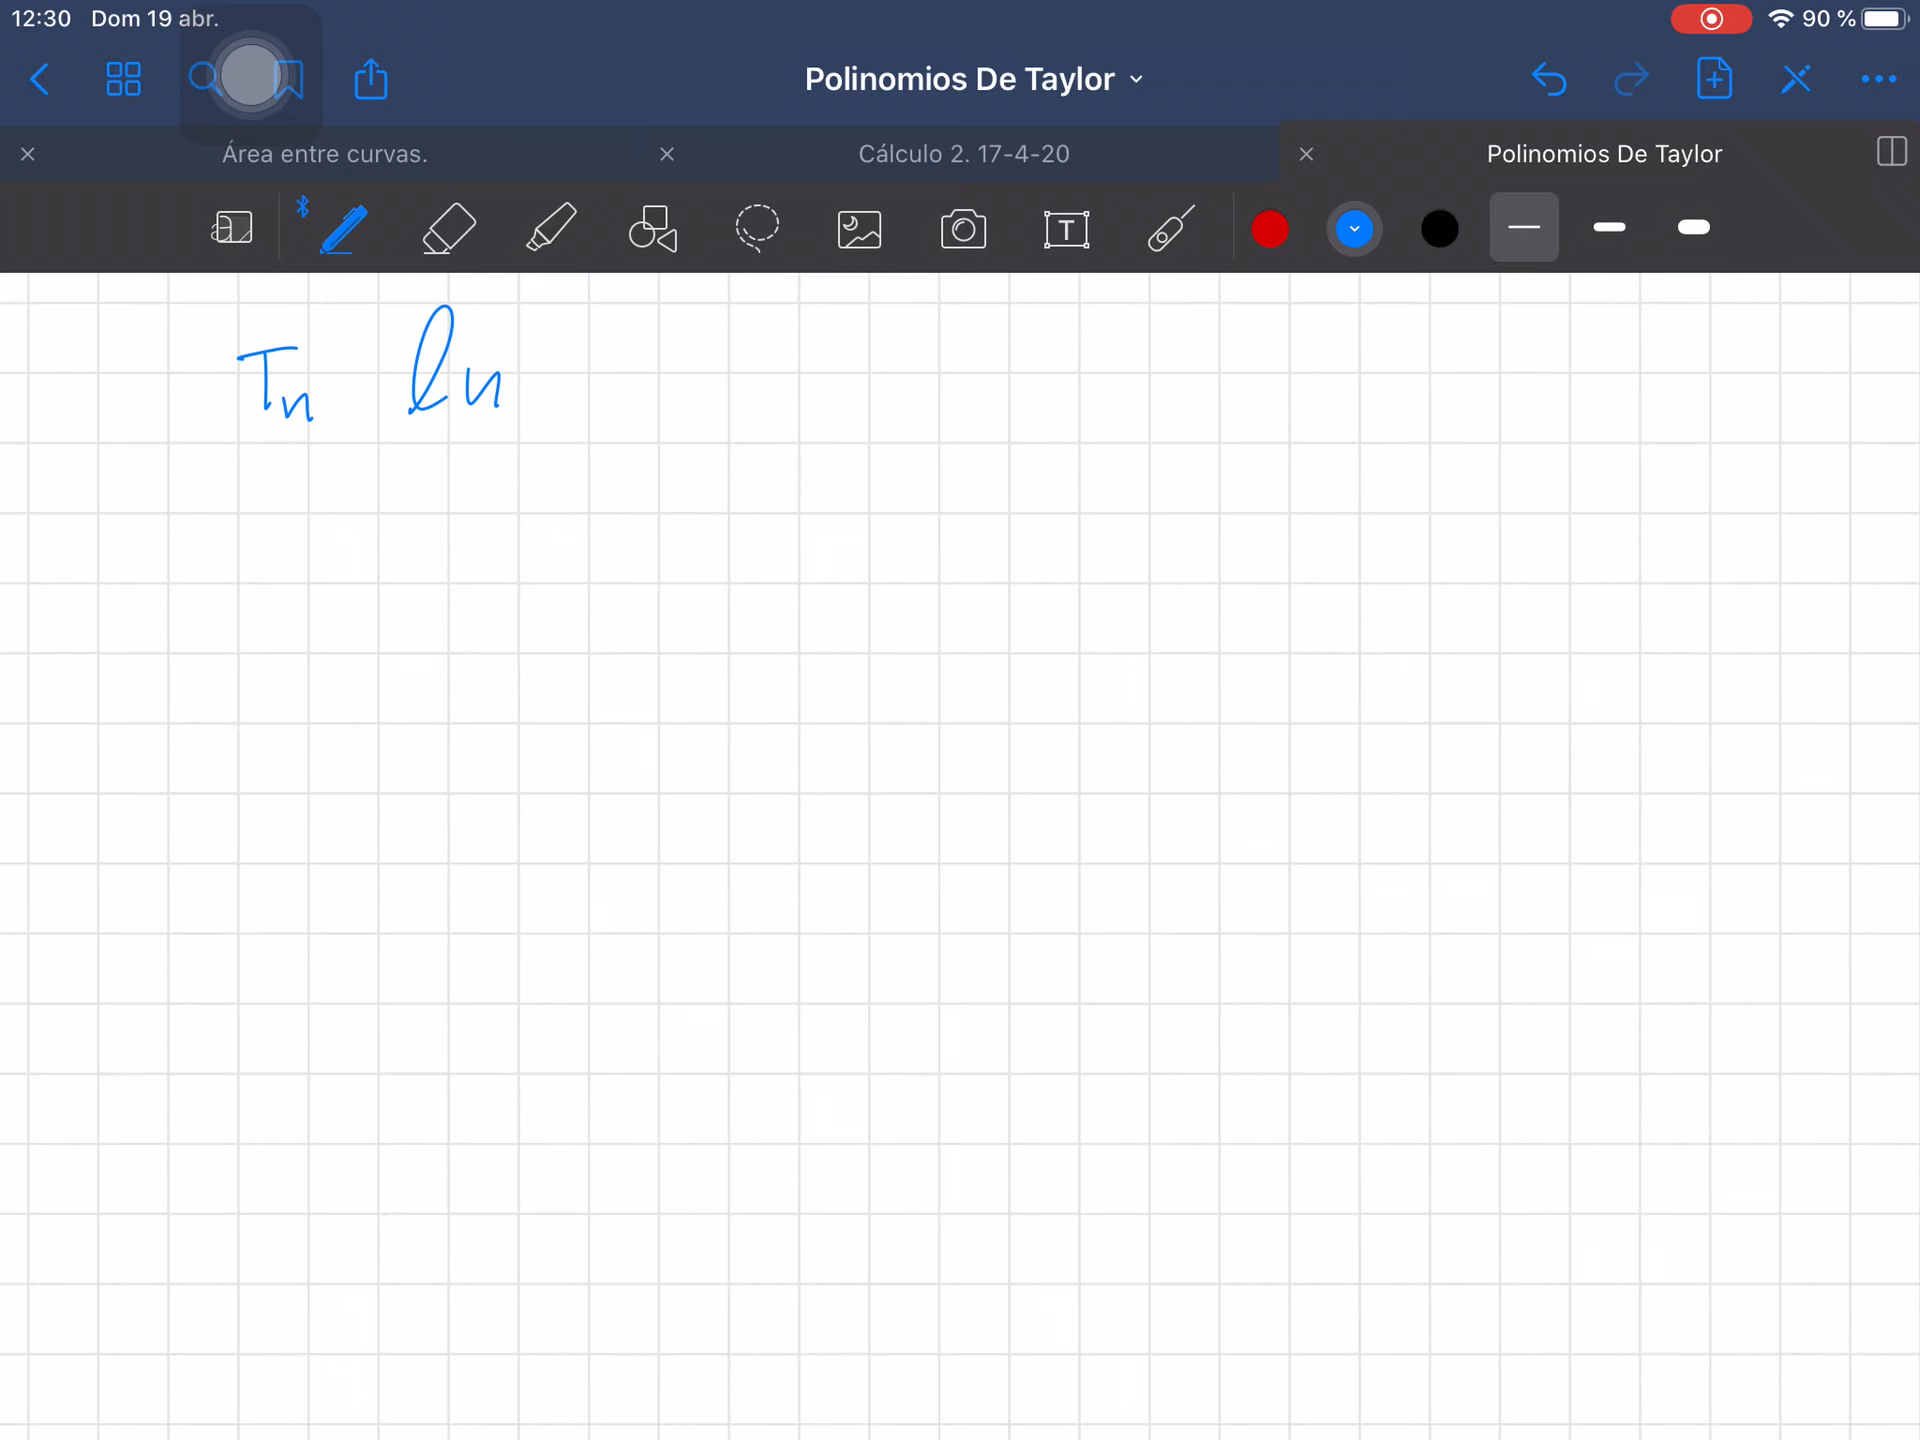 12:30 Dom 19 abr. 90 %
Polinomios De Taylor
Área entre curvas. Cálculo 2. 17-4-20 Polinomios De Taylor
T
Tn ln